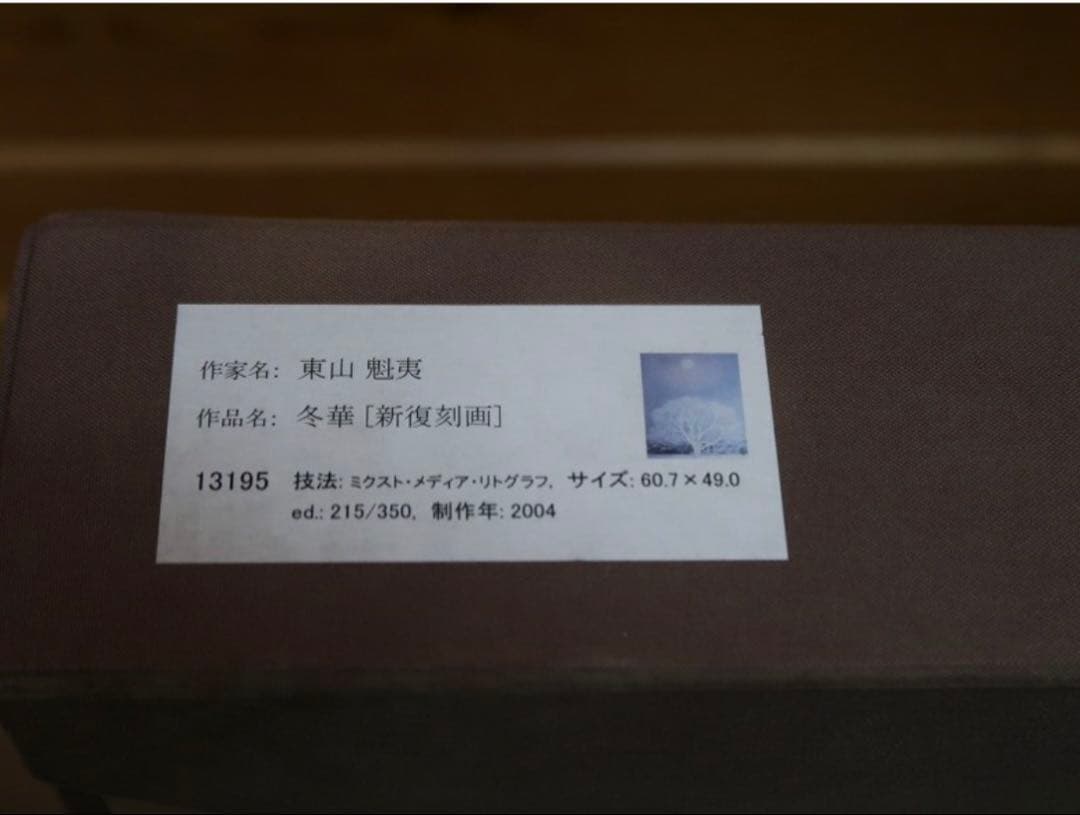 作家名: 東山 魁夷
作品名: 冬華 [新復刻画]
13195 技法: ミクスト・メディア・リトグラフ, サイズ: 60.7×49.0
ed.: 215/350, 制作年: 2004